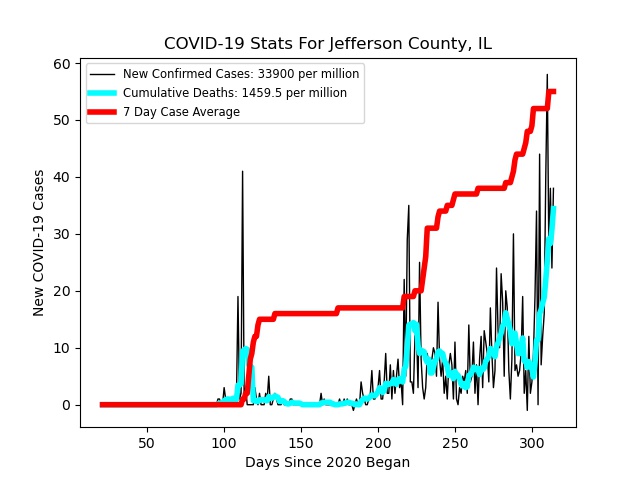 COVID-19 Stats For Jefferson County, IL
New Confirmed Cases: 33900 per million
Cumulative Deaths: 1459.5 per million
7 Day Case Average
60
50
40
30
20
10
0
New COVID-19 Cases
50 100 150 200 250 300
Days Since 2020 Began